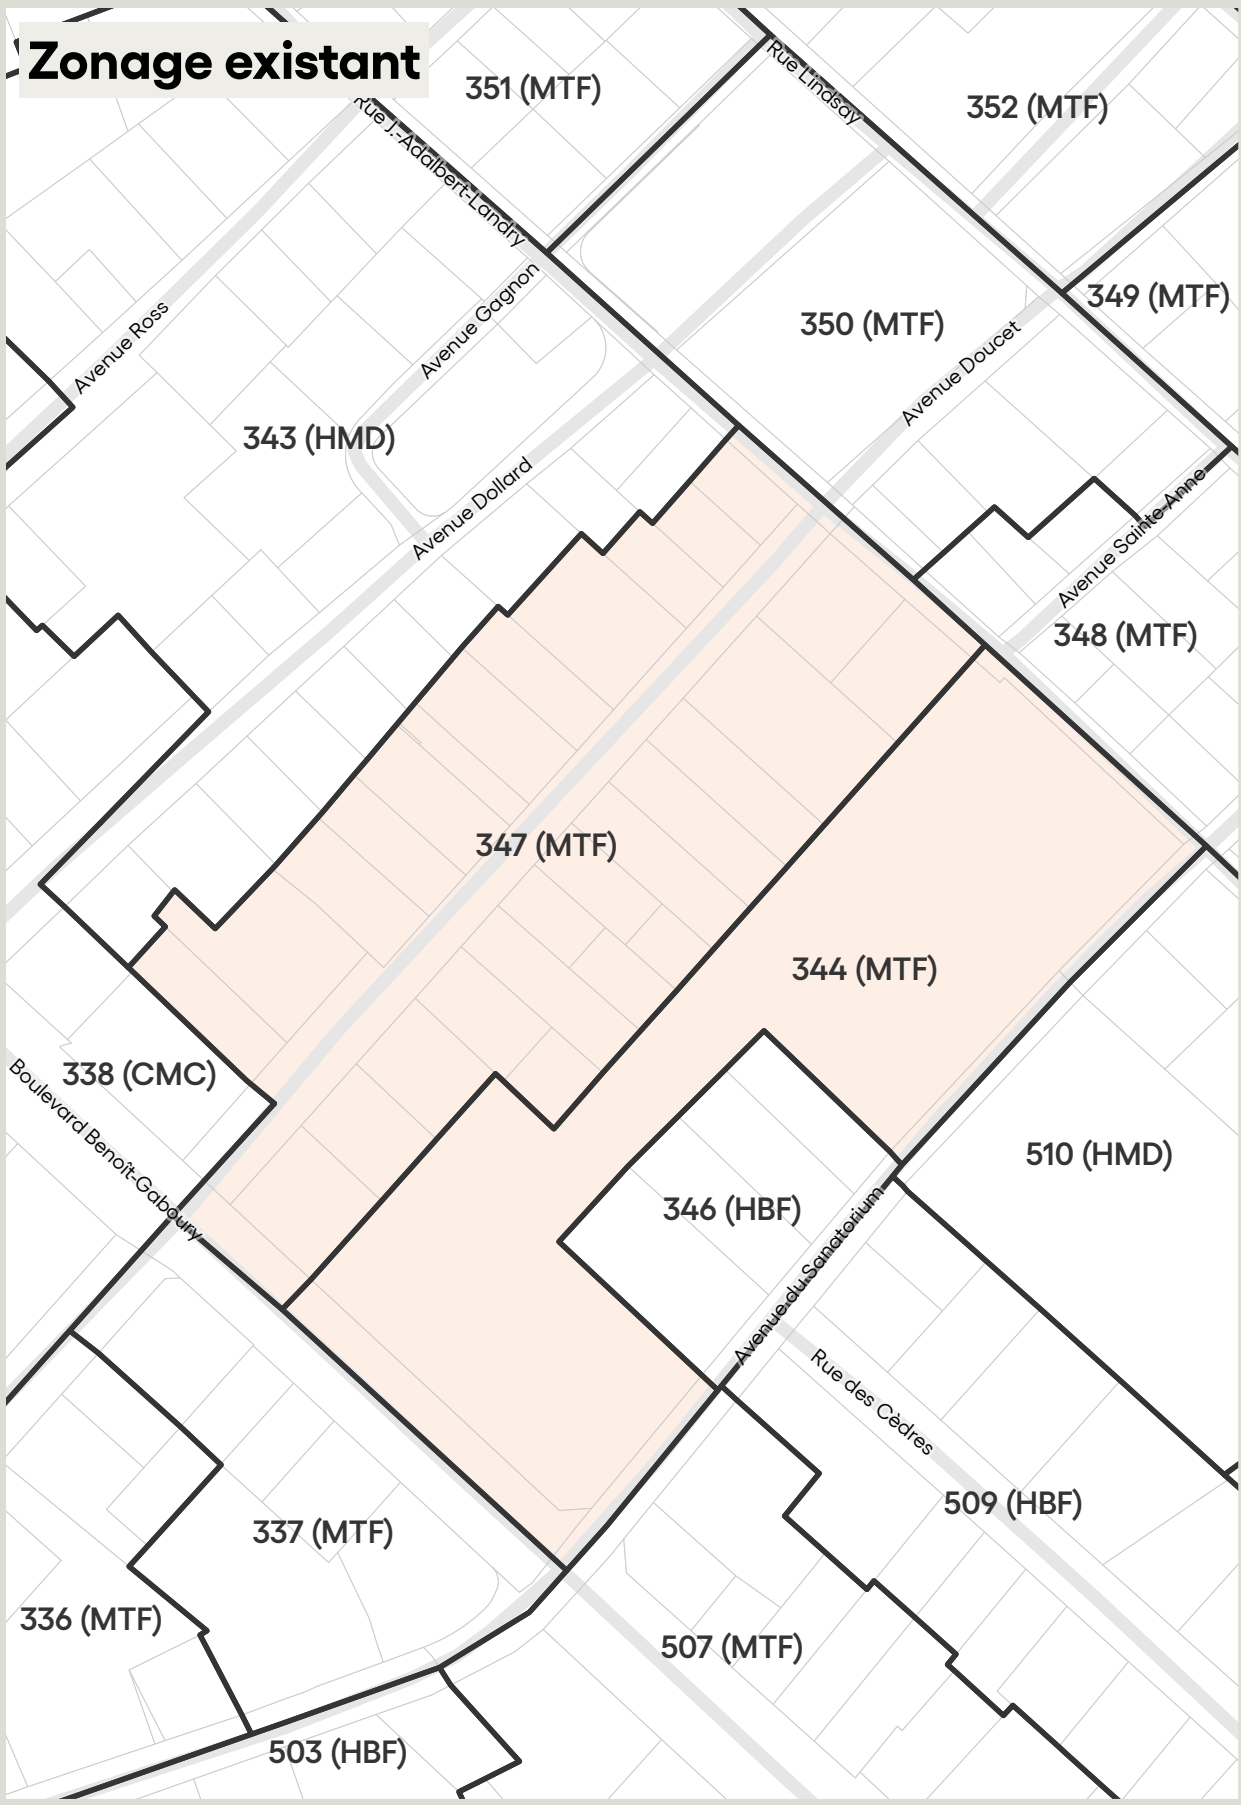 Zonage existant
351 (MTF)
Rue Lindsay
352 (MTF)
Rue J.-Adalbert-Landry
349 (MTF)
350 (MTF)
Avenue Ross
Avenue Gagnon
Avenue Doucet
343 (HMD)
Avenue Dollard
Avenue Sainte-Anne
348 (MTF)
347 (MTF)
344 (MTF)
338 (CMC)
Boulevard Benoît-Gaboury
510 (HMD)
346 (HBF)
Avenue du Sanatorium
Rue des Cèdres
509 (HBF)
337 (MTF)
336 (MTF)
507 (MTF)
503 (HBF)